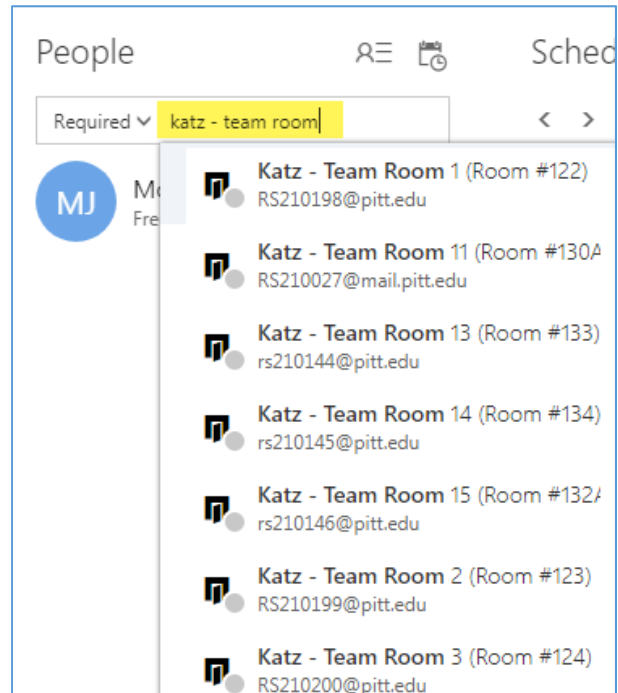 People
Sched
Required
katz - team room
MJ
Mo
Fre
Katz - Team Room 1 (Room #122)
RS210198@pitt.edu
Katz - Team Room 11 (Room #130A
RS210027@mail.pitt.edu
Katz - Team Room 13 (Room #133)
rs210144@pitt.edu
Katz - Team Room 14 (Room #134)
rs210145@pitt.edu
Katz - Team Room 15 (Room #132A
rs210146@pitt.edu
Katz - Team Room 2 (Room #123)
RS210199@pitt.edu
Katz - Team Room 3 (Room #124)
RS210200@pitt.edu